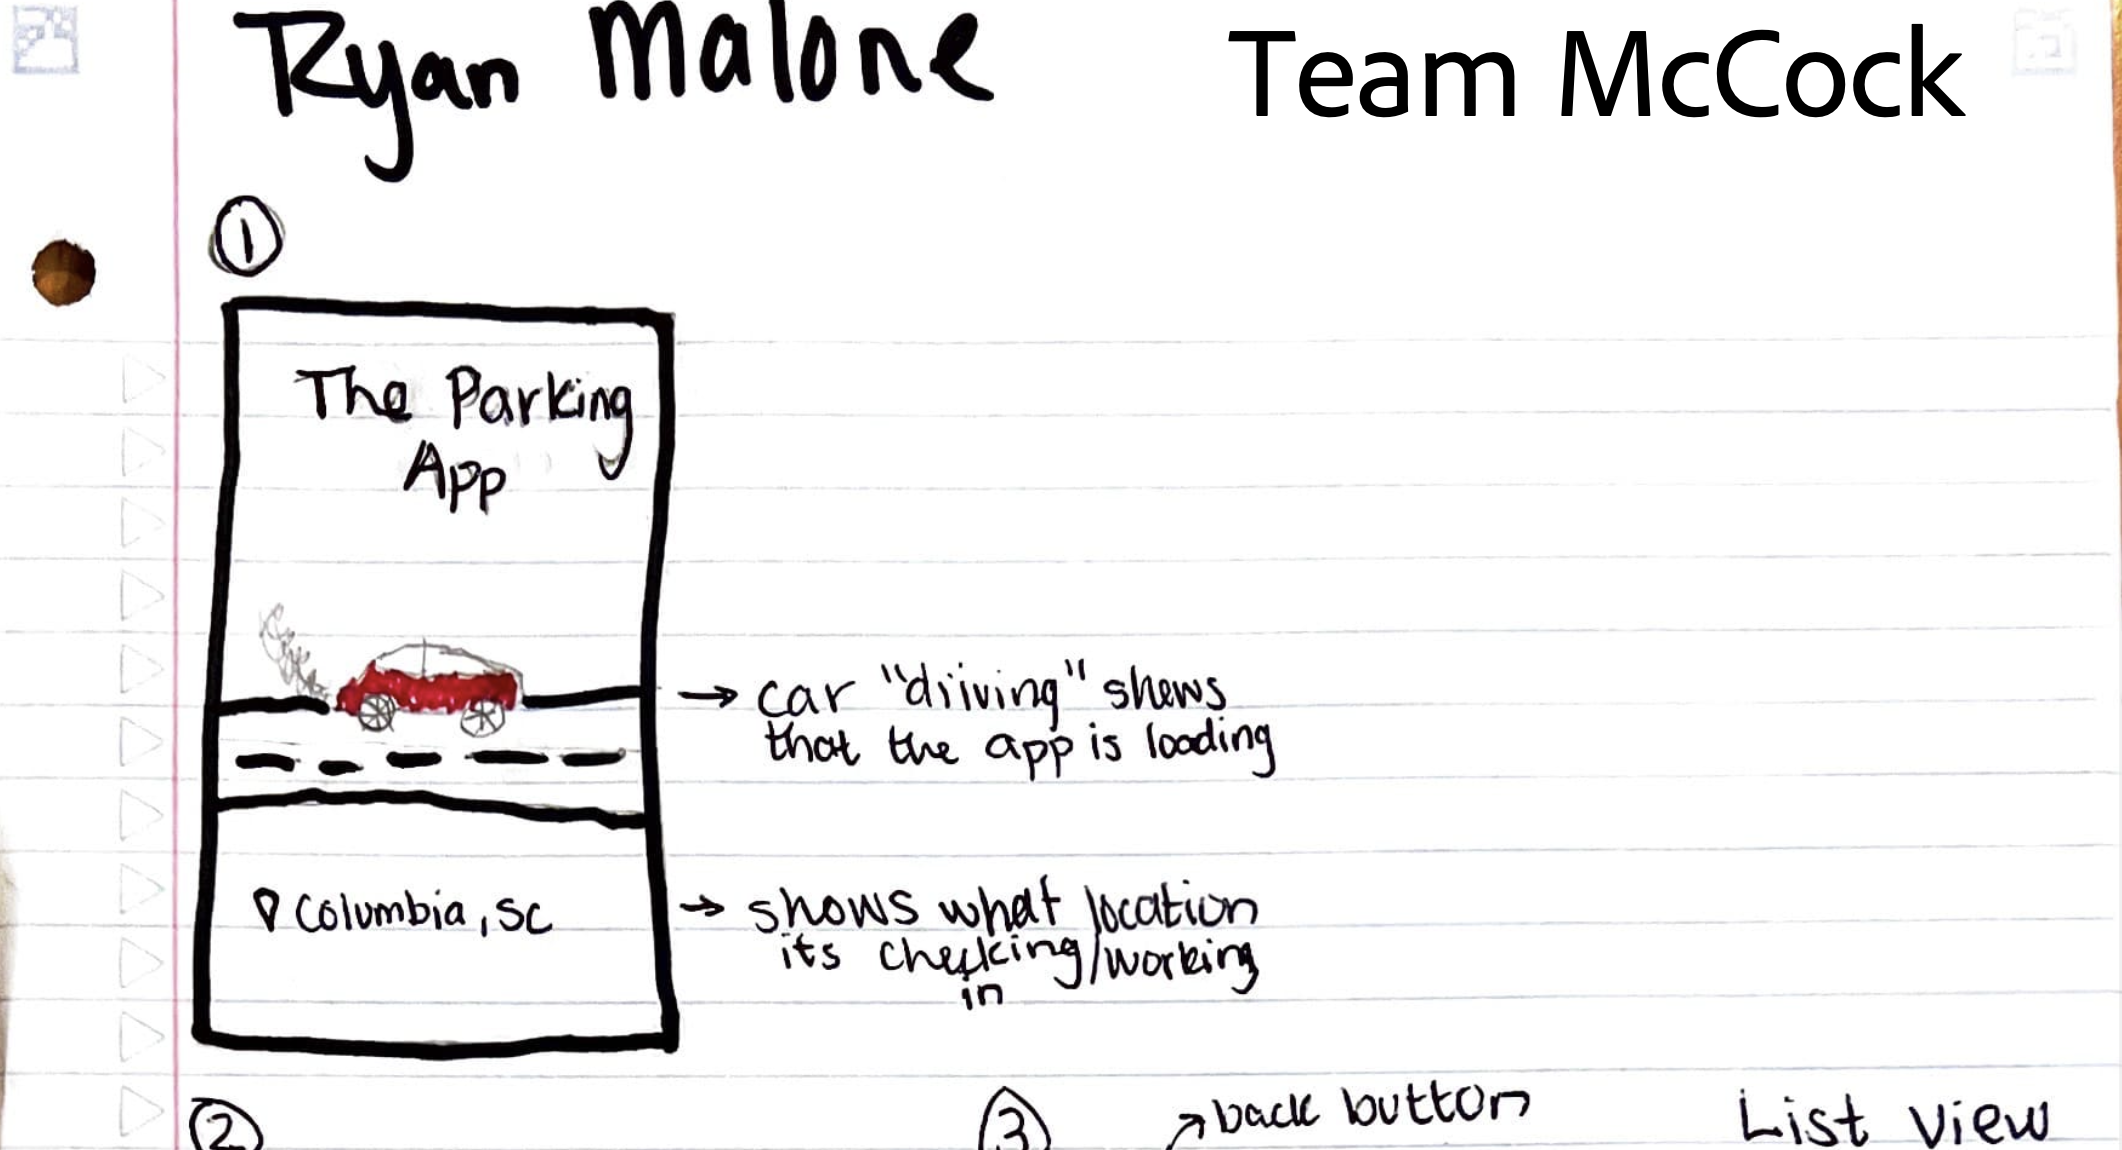 Ryan Malone
Team McCock
1
The Parking
App
car "driving" shows
that the app is loading
Columbia, SC
shows what location
its checking/working
in
2
3
back button
List view